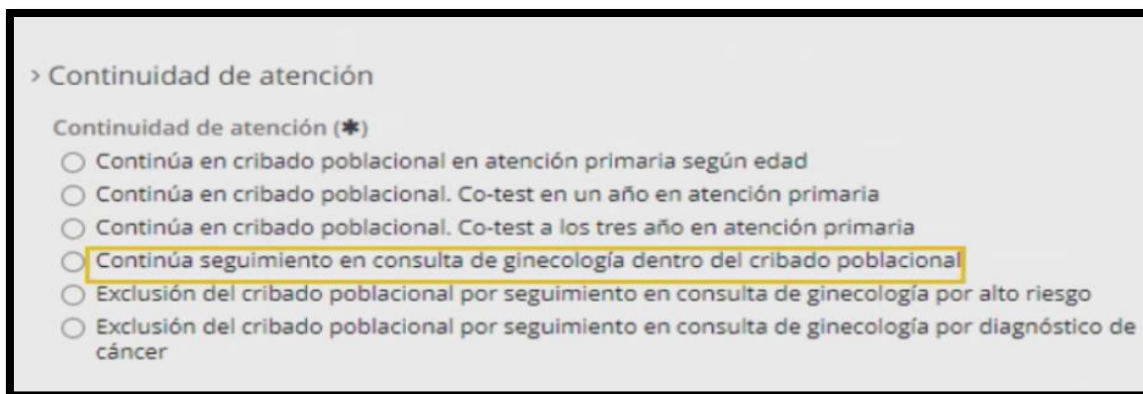 > Continuidad de atención
Continuidad de atención (✱)
Continúa en cribado poblacional en atención primaria según edad
Continúa en cribado poblacional. Co-test en un año en atención primaria
Continúa en cribado poblacional. Co-test a los tres año en atención primaria
Continúa seguimiento en consulta de ginecología dentro del cribado poblacional
Exclusión del cribado poblacional por seguimiento en consulta de ginecología por alto riesgo
Exclusión del cribado poblacional por seguimiento en consulta de ginecología por diagnóstico de
cáncer